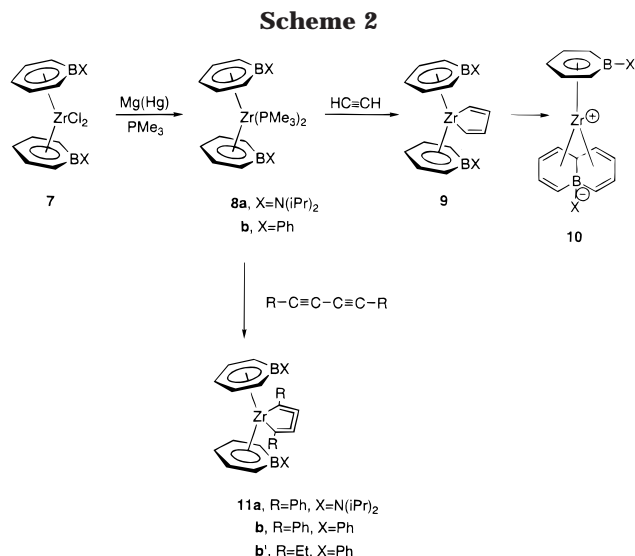 Scheme 2
BX
ZrCl₂
BX
7
Mg(Hg)
PMe₃
BX
Zr(PMe₃)₂
BX
8a, X=N(iPr)₂
b, X=Ph
HC≡CH
BX
Zr
BX
9
B–X
Zr⊕
B
⊖
X
10
R–C≡C–C≡C–R
BX
R
Zr
R
BX
11a, R=Ph, X=N(iPr)₂
b, R=Ph, X=Ph
b', R=Et, X=Ph